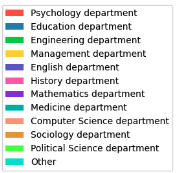 Psychology department
Education department
Engineering department
Management department
English department
History department
Mathematics department
Medicine department
Computer Science department
Sociology department
Political Science department
Other